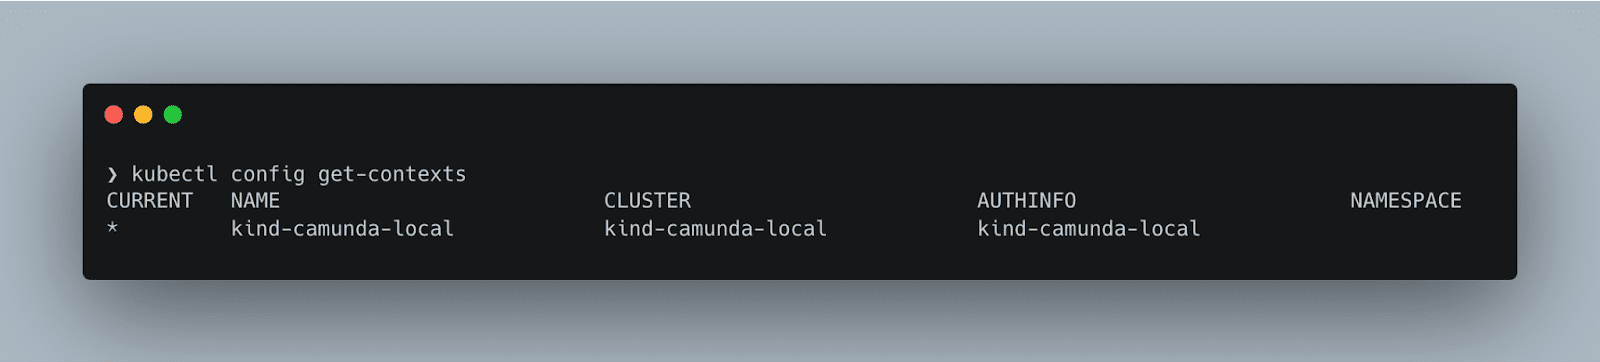 ❯ kubectl config get-contexts
CURRENT   NAME                          CLUSTER                       AUTHINFO                      NAMESPACE
*         kind-camunda-local            kind-camunda-local            kind-camunda-local